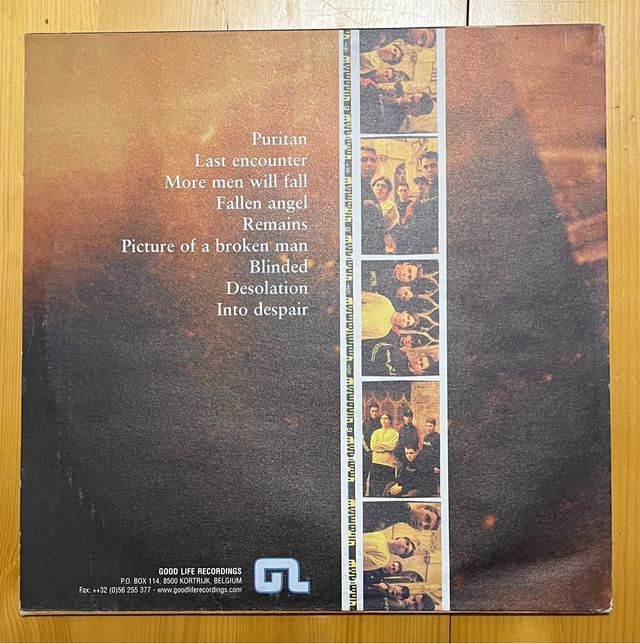 Puritan
Last encounter
More men will fall
Fallen angel
Remains
Picture of a broken man
Blinded
Desolation
Into despair
GOOD LIFE RECORDINGS
P.O. BOX 114, 8500 KORTRIJK, BELGIUM
Fax: ++32 (0)56 255 377 - www.goodliferecordings.com
GL